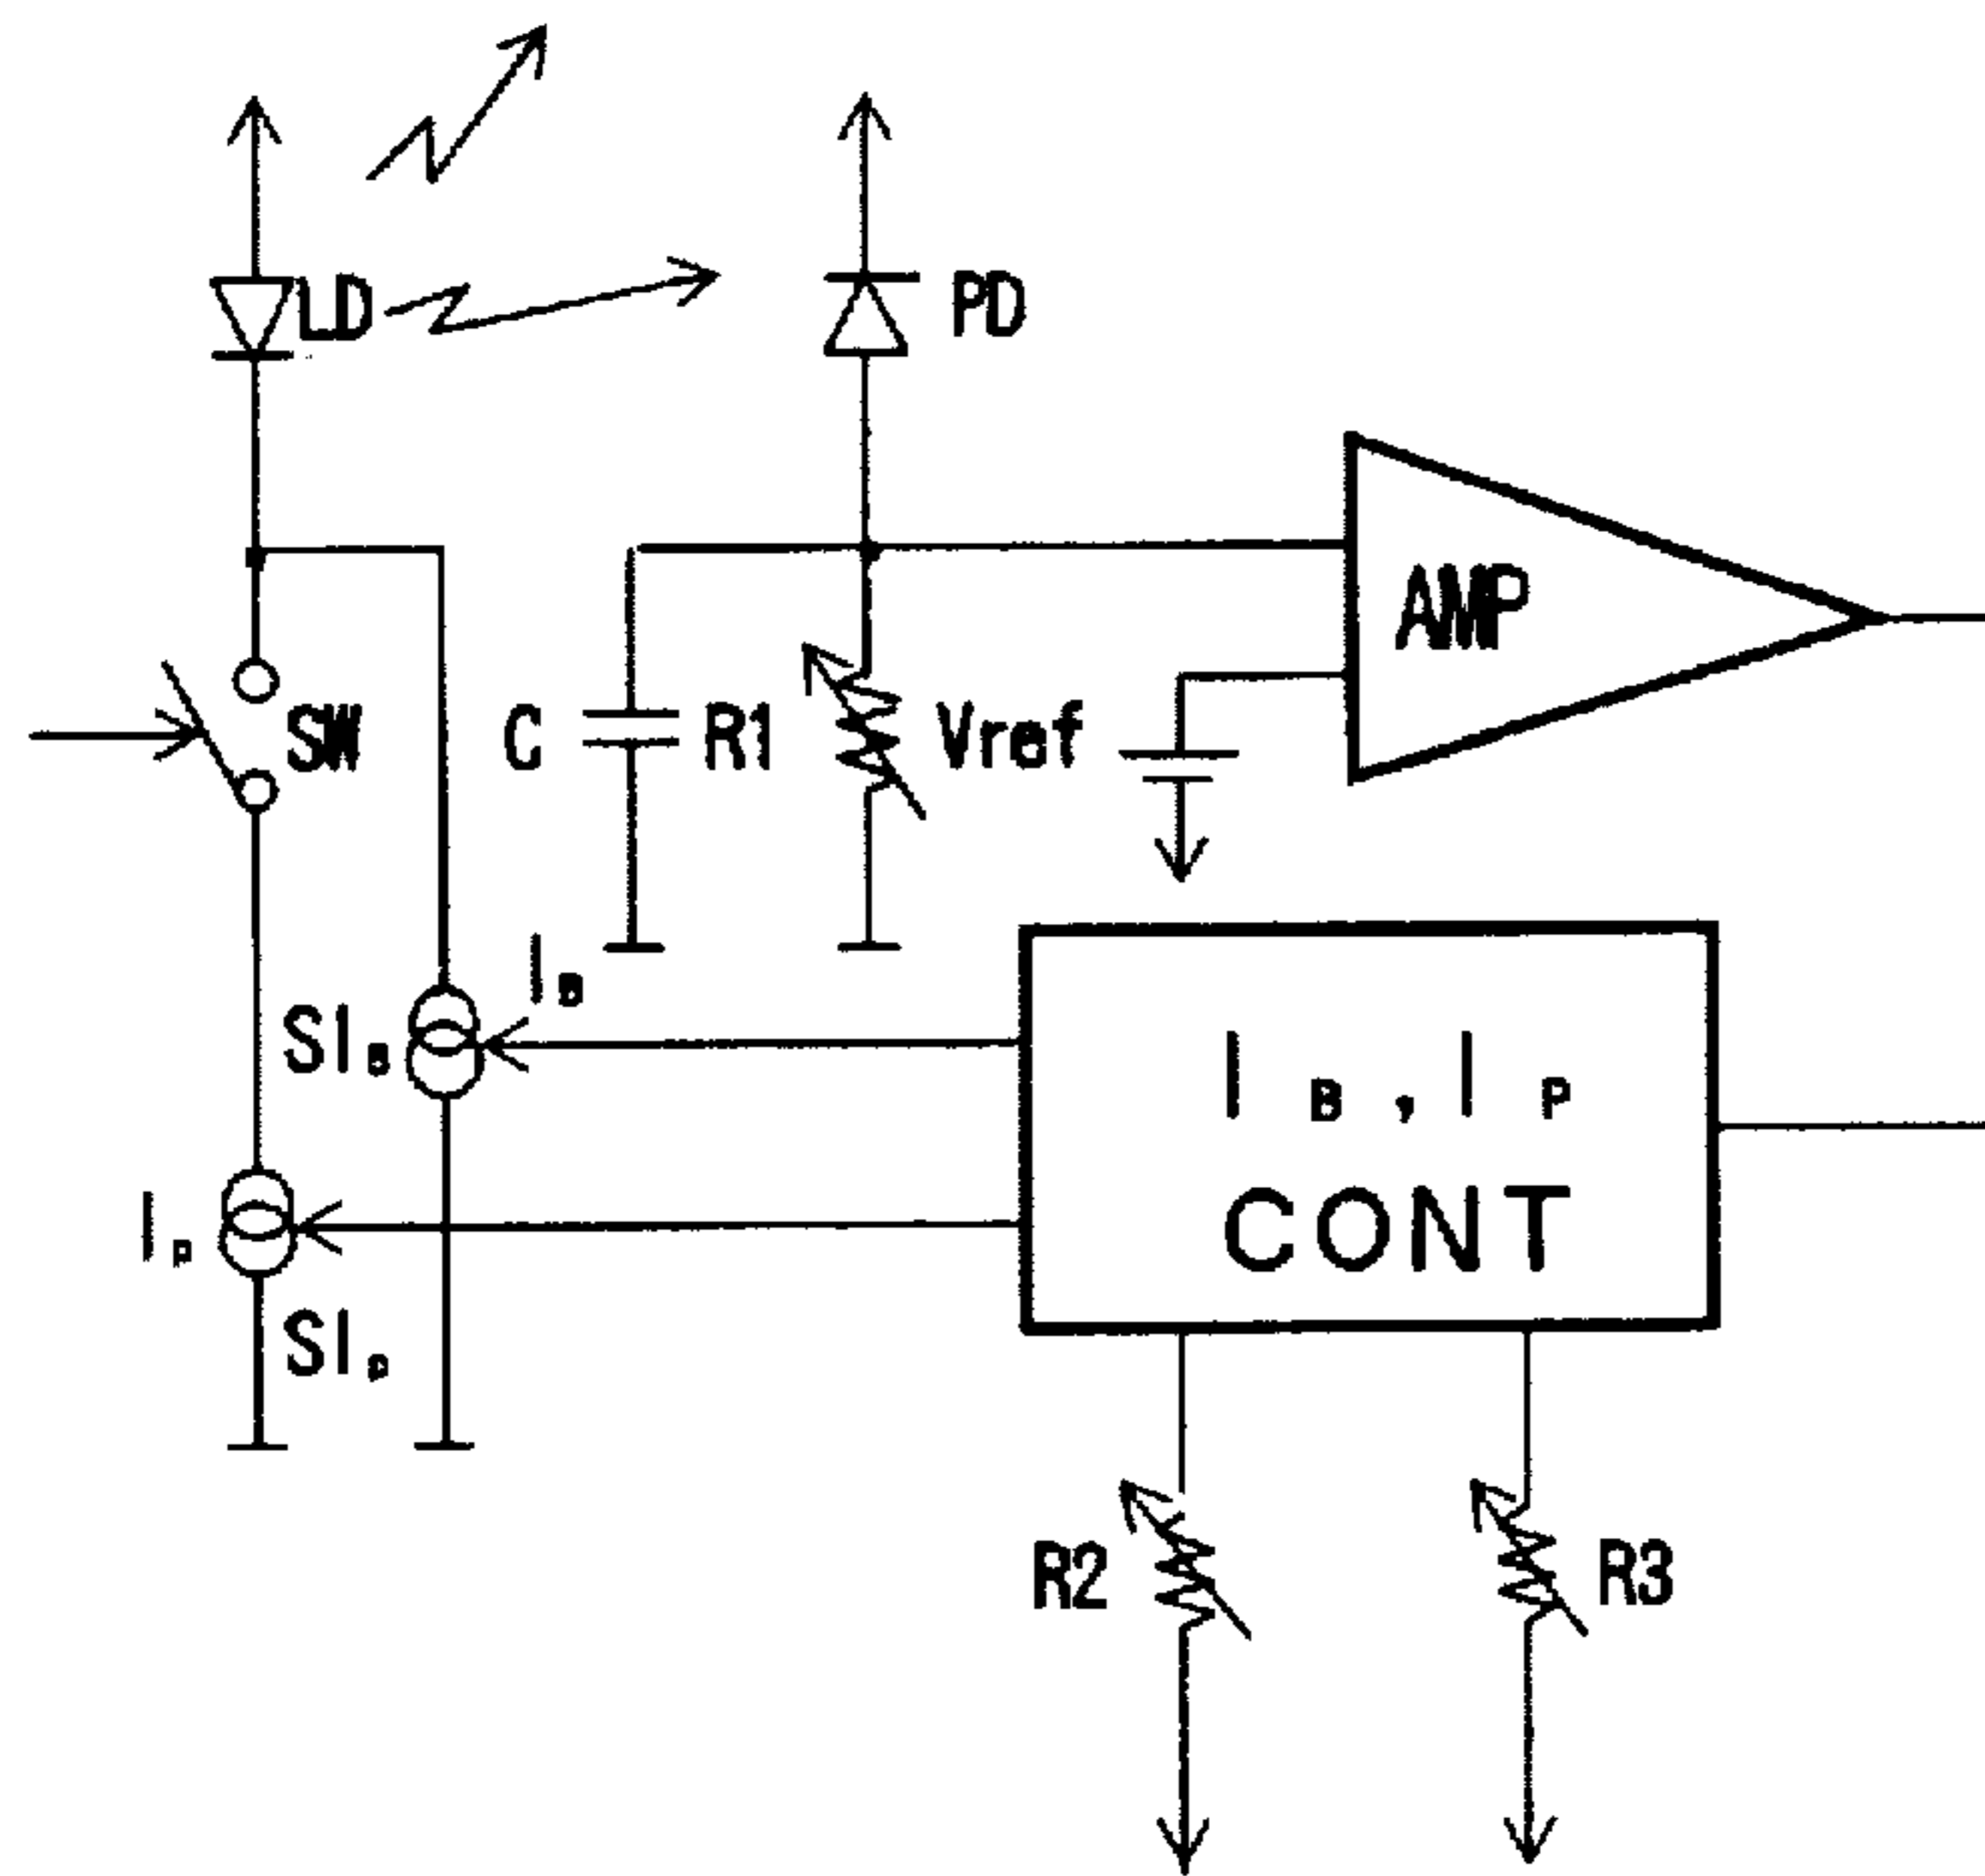 LD
PD
AMP
SW
C
R1
Vref
IB
SIB
IB, IP
CONT
IP
SIP
R2
R3